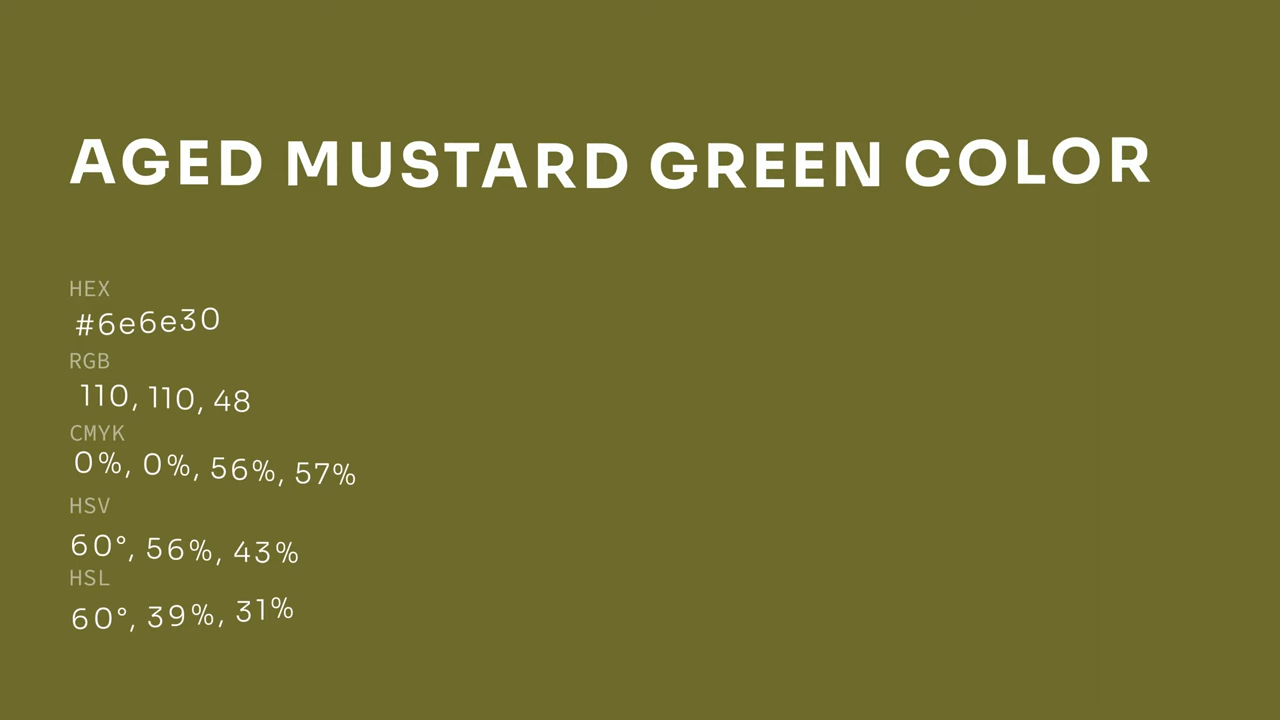 AGED MUSTARD GREEN COLOR
HEX
#6e6e30
RGB
110, 110, 48
CMYK
0%, 0%, 56%, 57%
HSV
60°, 56%, 43%
HSL
60°, 39%, 31%